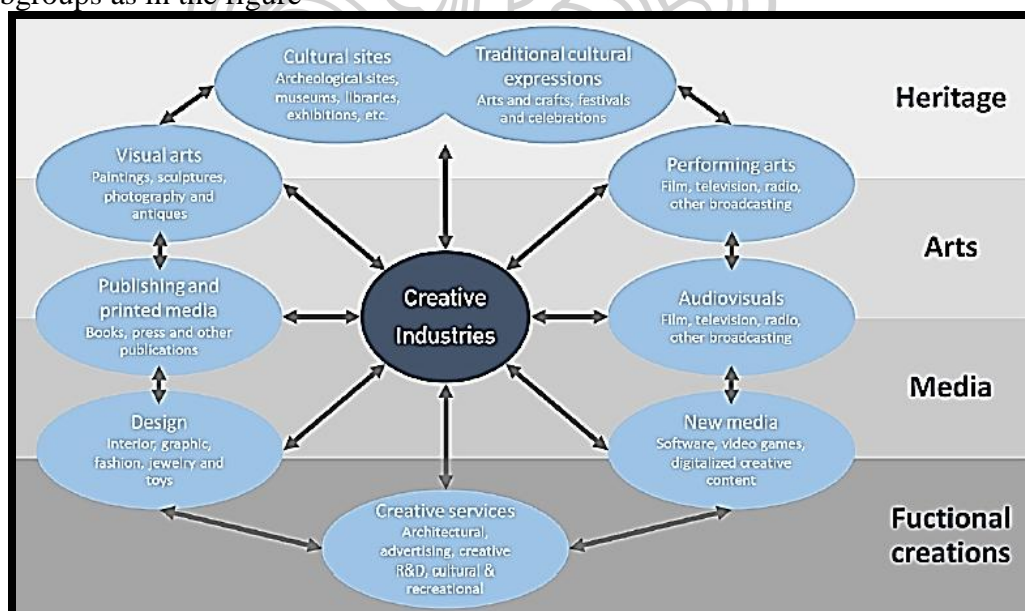 bgroups as in the figure
Cultural sites
Archeological sites,
museums, libraries,
exhibitions, etc.
Traditional cultural
expressions
Arts and crafts, festivals
and celebrations
Heritage
Visual arts
Paintings, sculptures,
photography and
antiques
Performing arts
Film, television, radio,
other broadcasting
Arts
Creative
Industries
Publishing and
printed media
Books, press and other
publications
Audiovisuals
Film, television, radio,
other broadcasting
Media
Design
Interior, graphic,
fashion, jewelry and
toys
New media
Software, video games,
digitalized creative
content
Creative services
Architectural,
advertising, creative
R&D, cultural &
recreational
Fuctional
creations